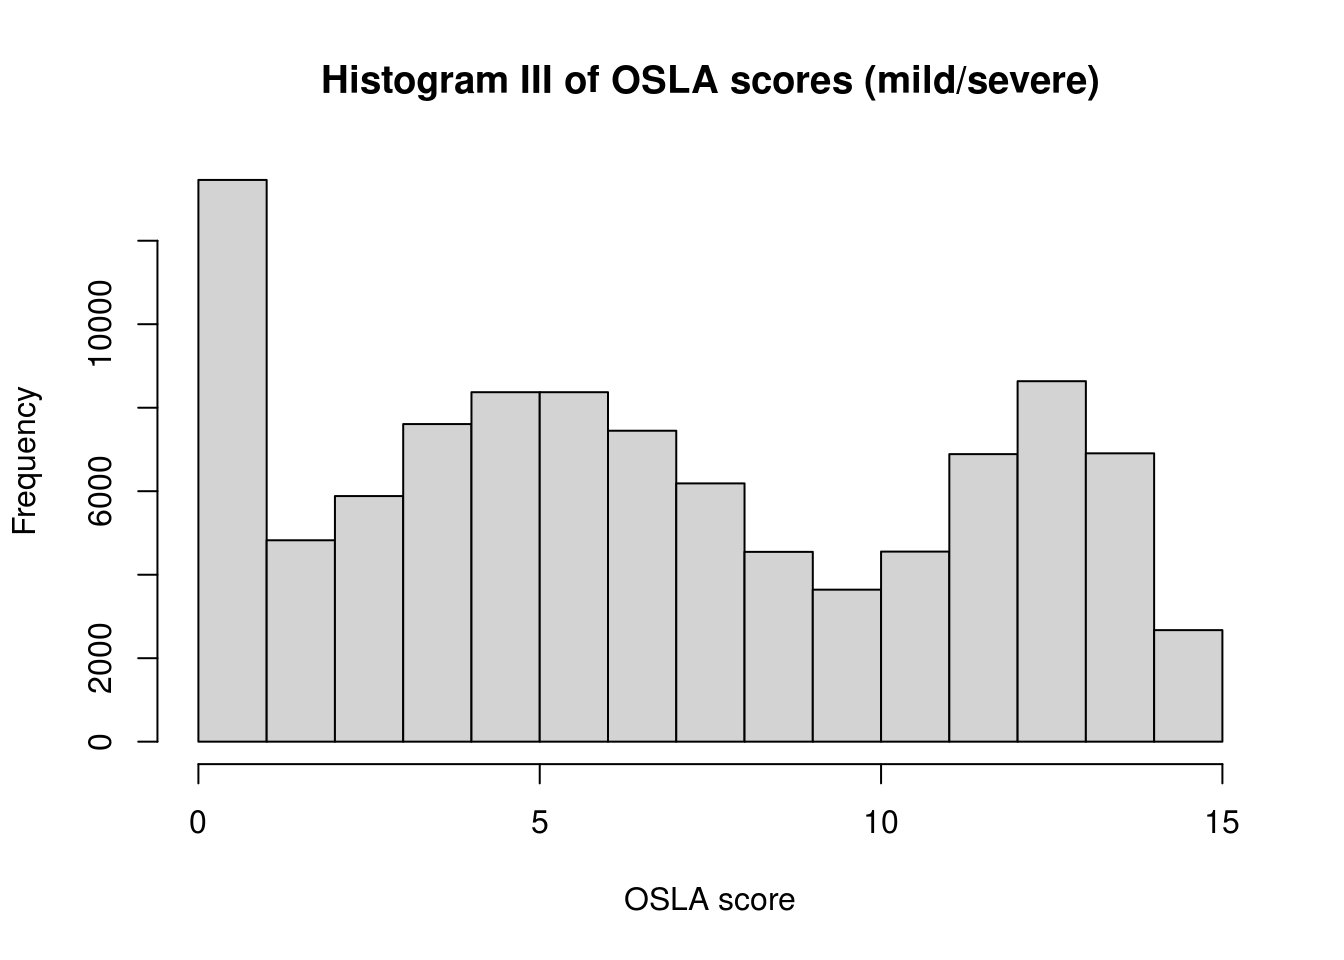 Histogram III of OSLA scores (mild/severe)
Frequency
10000
6000
2000
0
0 5 10 15
OSLA score